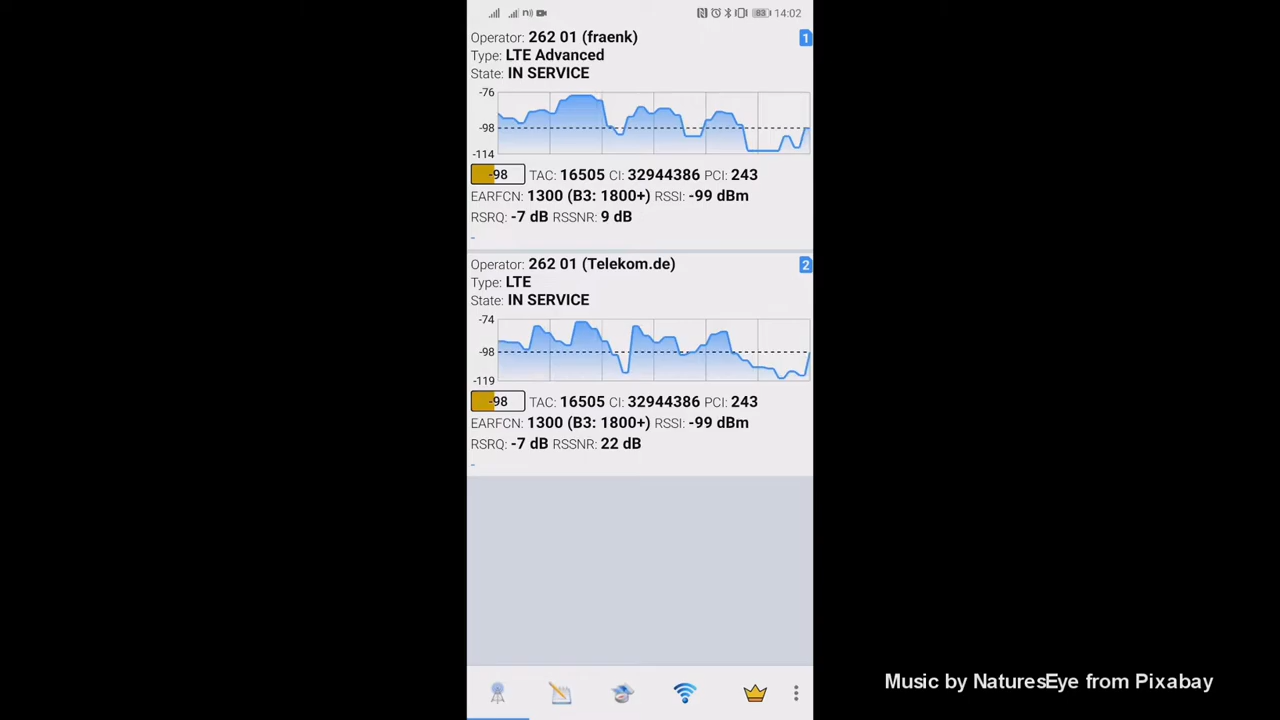 83 14:02
Operator: 262 01 (fraenk) 1
Type: LTE Advanced
State: IN SERVICE
-76
-98
-114
-98 TAC: 16505 CI: 32944386 PCI: 243
EARFCN: 1300 (B3: 1800+) RSSI: -99 dBm
RSRQ: -7 dB RSSNR: 9 dB
-
Operator: 262 01 (Telekom.de) 2
Type: LTE
State: IN SERVICE
-74
-98
-119
-98 TAC: 16505 CI: 32944386 PCI: 243
EARFCN: 1300 (B3: 1800+) RSSI: -99 dBm
RSRQ: -7 dB RSSNR: 22 dB
-
Music by NaturesEye from Pixabay